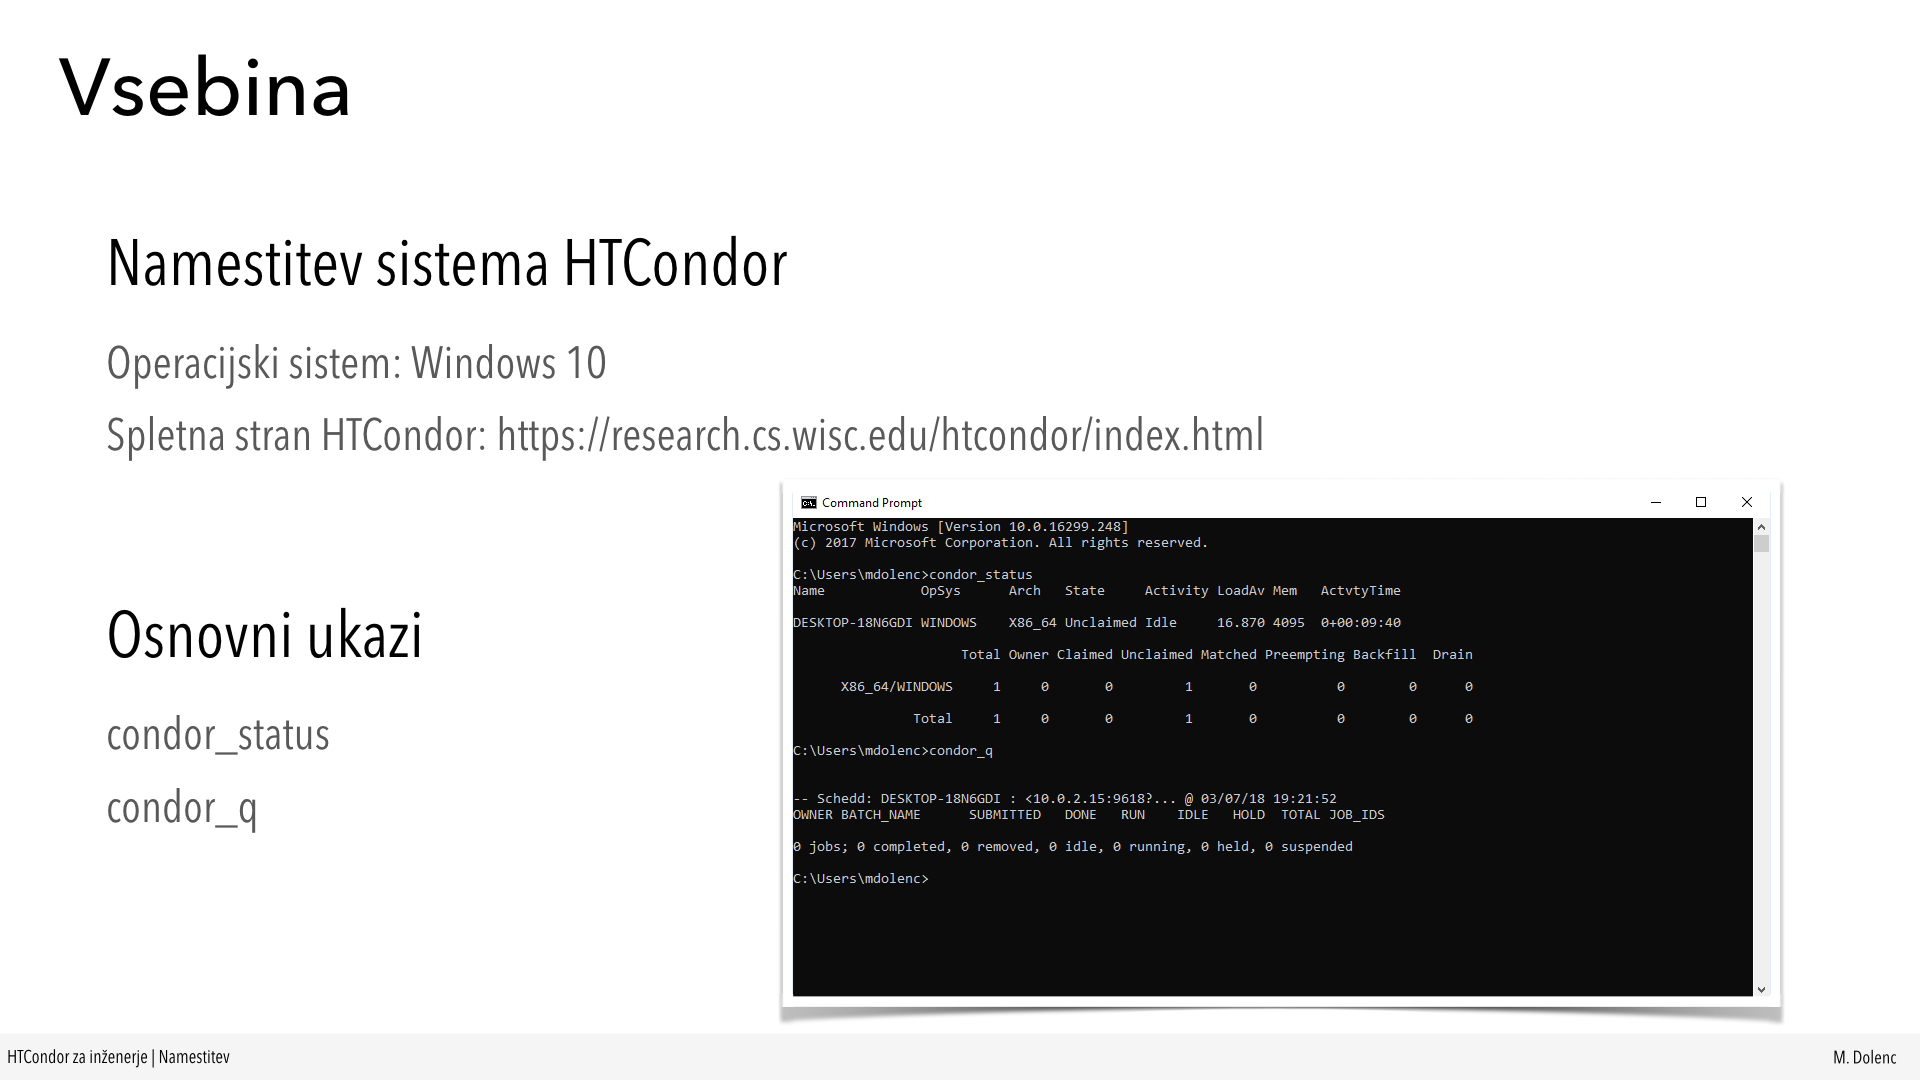 Vsebina
Namestitev sistema HTCondor
Operacijski sistem: Windows 10
Spletna stran HTCondor: https://research.cs.wisc.edu/htcondor/index.html
Osnovni ukazi
condor_status
condor_q
Command Prompt
Microsoft Windows [Version 10.0.16299.248]
(c) 2017 Microsoft Corporation. All rights reserved.
C:\Users\mdolenc>condor_status
Name OpSys Arch State Activity LoadAv Mem ActvtyTime
DESKTOP-18N6GDI WINDOWS X86_64 Unclaimed Idle 16.870 4095 0+00:09:40
Total Owner Claimed Unclaimed Matched Preempting Backfill Drain
X86_64/WINDOWS 1 0 0 1 0 0 0 0
Total 1 0 0 1 0 0 0 0
C:\Users\mdolenc>condor_q
-- Schedd: DESKTOP-18N6GDI : <10.0.2.15:9618?... @ 03/07/18 19:21:52
OWNER BATCH_NAME SUBMITTED DONE RUN IDLE HOLD TOTAL JOB_IDS
0 jobs; 0 completed, 0 removed, 0 idle, 0 running, 0 held, 0 suspended
C:\Users\mdolenc>
HTCondor za inženerje | Namestitev
M. Dolenc